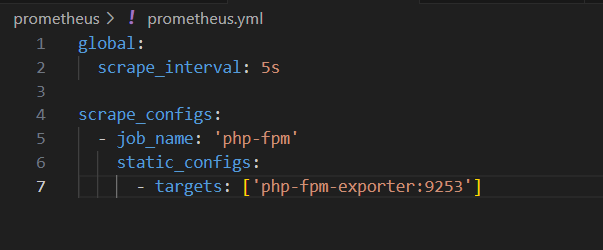 prometheus > ! prometheus.yml
1 global:
2   scrape_interval: 5s
3
4 scrape_configs:
5   - job_name: 'php-fpm'
6     static_configs:
7       - targets: ['php-fpm-exporter:9253']